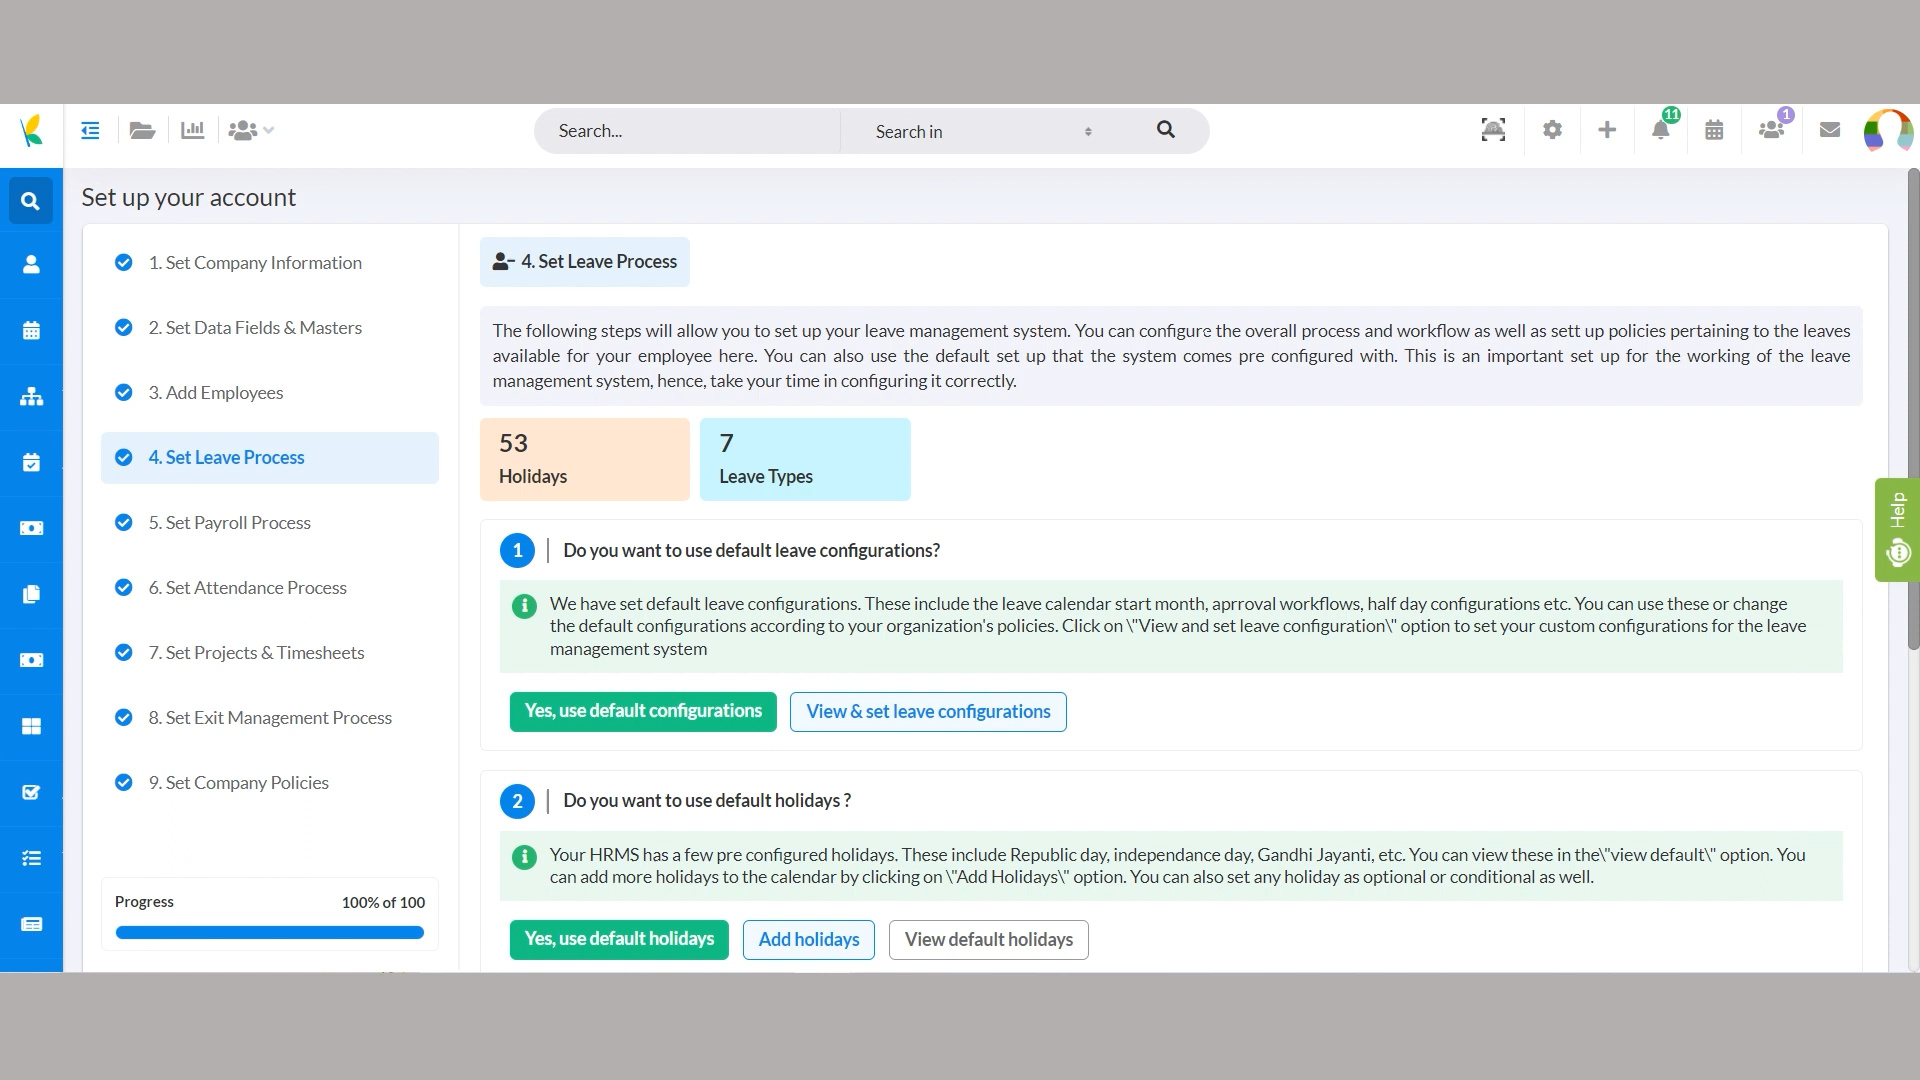 Search...
Search in
11
1
Set up your account
1. Set Company Information
2. Set Data Fields & Masters
3. Add Employees
4. Set Leave Process
5. Set Payroll Process
6. Set Attendance Process
7. Set Projects & Timesheets
8. Set Exit Management Process
9. Set Company Policies
Progress 100% of 100
4. Set Leave Process
The following steps will allow you to set up your leave management system. You can configure the overall process and workflow as well as sett up policies pertaining to the leaves
available for your employee here. You can also use the default set up that the system comes pre configured with. This is an important set up for the working of the leave
management system, hence, take your time in configuring it correctly.
53
Holidays
7
Leave Types
1 Do you want to use default leave configurations?
We have set default leave configurations. These include the leave calendar start month, aprroval workflows, half day configurations etc. You can use these or change
the default configurations according to your organization's policies. Click on \"View and set leave configuration\" option to set your custom configurations for the leave
management system
Yes, use default configurations
View & set leave configurations
2 Do you want to use default holidays ?
Your HRMS has a few pre configured holidays. These include Republic day, independance day, Gandhi Jayanti, etc. You can view these in the\"view default\" option. You
can add more holidays to the calendar by clicking on \"Add Holidays\" option. You can also set any holiday as optional or conditional as well.
Yes, use default holidays
Add holidays
View default holidays
Help